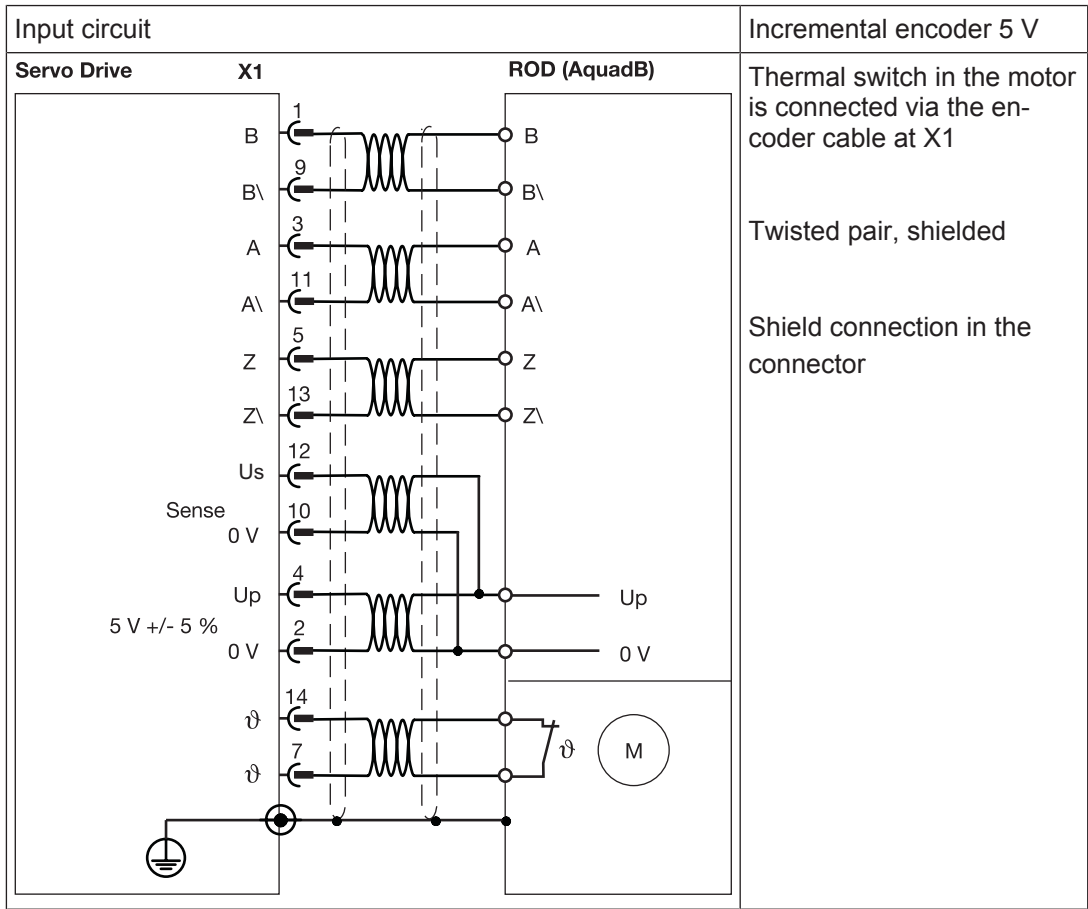 Input circuit
Incremental encoder 5 V
Servo Drive X1 ROD (AquadB)
Thermal switch in the motor
is connected via the en-
coder cable at X1
Twisted pair, shielded
Shield connection in the
connector
1
B B
9
B\ B\
3
A A
11
A\ A\
5
Z Z
13
Z\ Z\
12
Us
Sense
10
0 V
4
Up Up
5 V +/- 5 %
2
0 V 0 V
14
ϑ
7
ϑ
ϑ M